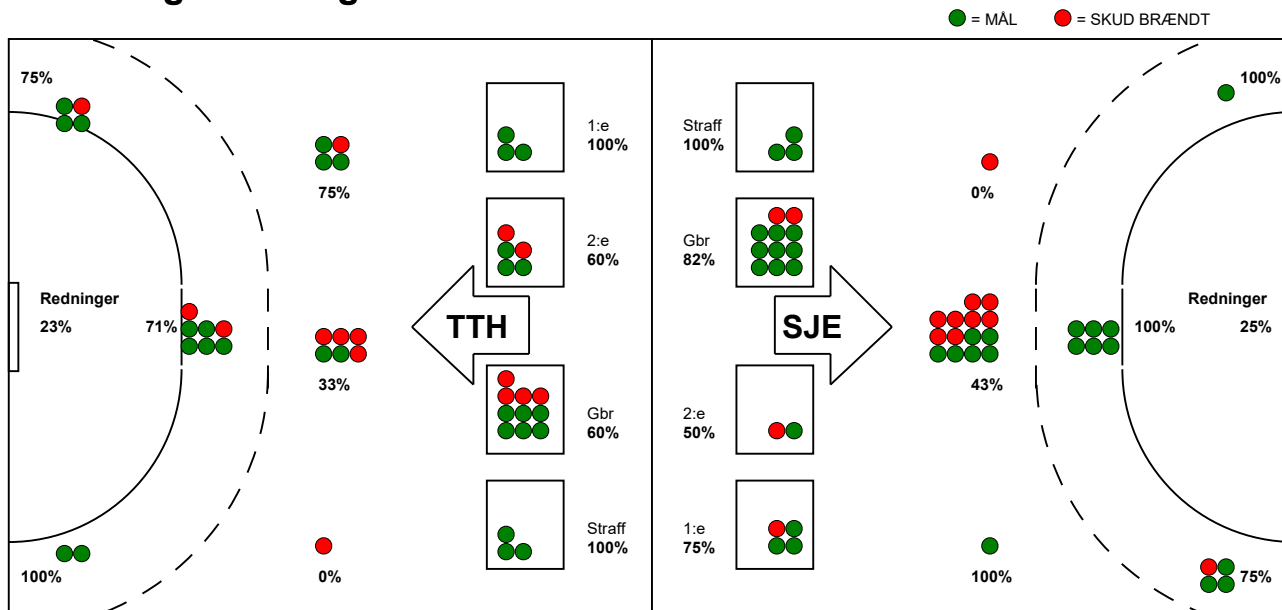 = MÅL = SKUD BRÆNDT
75%
100%
1:e
100%
Straff
100%
75%
0%
2:e
60%
Gbr
82%
Redninger
23%
71%
TTH
SJE
100%
Redninger
25%
33%
43%
Gbr
60%
2:e
50%
Straff
100%
1:e
75%
100%
0%
100%
75%